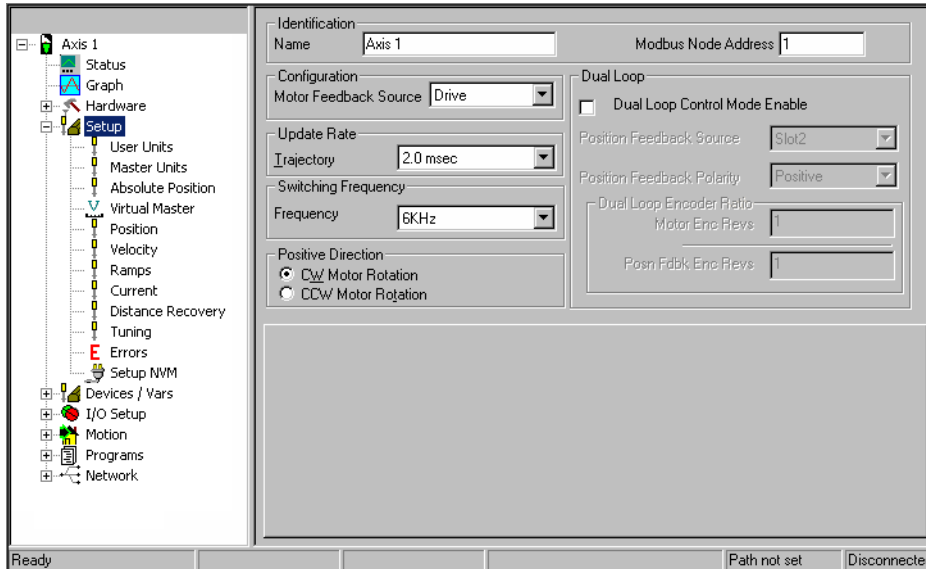 Axis 1
Status
Graph
Hardware
Setup
User Units
Master Units
Absolute Position
Virtual Master
Position
Velocity
Ramps
Current
Distance Recovery
Tuning
E Errors
Setup NVM
Devices / Vars
I/O Setup
Motion
Programs
Network
Identification
Name Axis 1 Modbus Node Address 1
Configuration
Motor Feedback Source Drive
Update Rate
Trajectory 2.0 msec
Switching Frequency
Frequency 6KHz
Positive Direction
CW Motor Rotation
CCW Motor Rotation
Dual Loop
Dual Loop Control Mode Enable
Position Feedback Source Slot2
Position Feedback Polarity Positive
Dual Loop Encoder Ratio
Motor Enc Revs 1
Posn Fdbk Enc Revs 1
Ready Path not set Disconnecte